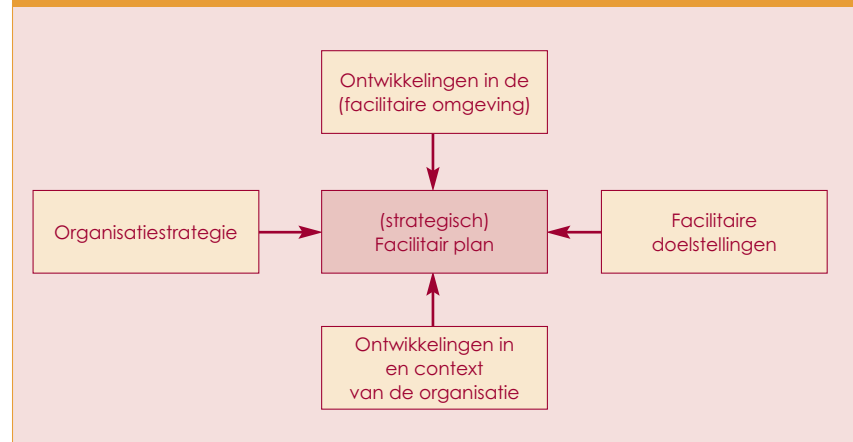 Ontwikkelingen in de
(facilitaire omgeving)
Organisatiestrategie
(strategisch)
Facilitair plan
Facilitaire
doelstellingen
Ontwikkelingen in
en context
van de organisatie